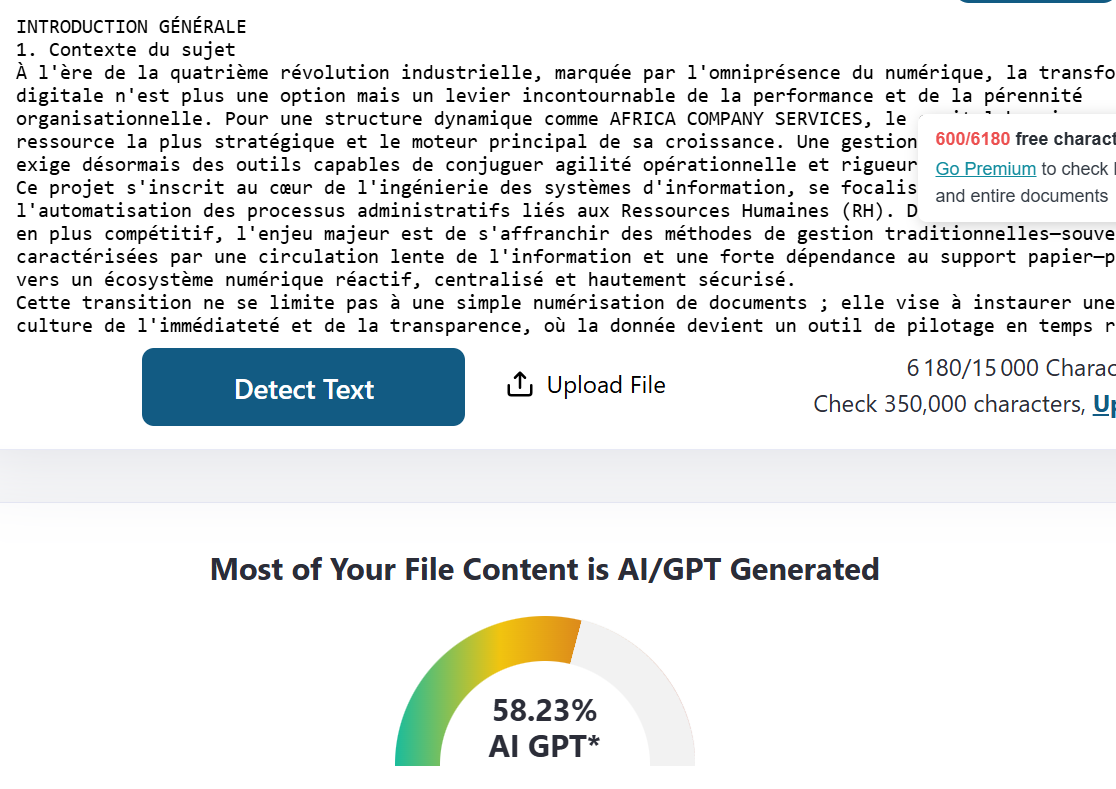 INTRODUCTION GÉNÉRALE
1. Contexte du sujet
À l'ère de la quatrième révolution industrielle, marquée par l'omniprésence du numérique, la transfo
digitale n'est plus une option mais un levier incontournable de la performance et de la pérennité
organisationnelle. Pour une structure dynamique comme AFRICA COMPANY SERVICES, le
ressource la plus stratégique et le moteur principal de sa croissance. Une gestion
exige désormais des outils capables de conjuguer agilité opérationnelle et rigueur
Ce projet s'inscrit au cœur de l'ingénierie des systèmes d'information, se focalis
l'automatisation des processus administratifs liés aux Ressources Humaines (RH). D
en plus compétitif, l'enjeu majeur est de s'affranchir des méthodes de gestion traditionnelles—souve
caractérisées par une circulation lente de l'information et une forte dépendance au support papier—p
vers un écosystème numérique réactif, centralisé et hautement sécurisé.
Cette transition ne se limite pas à une simple numérisation de documents ; elle vise à instaurer une
culture de l'immédiateté et de la transparence, où la donnée devient un outil de pilotage en temps r
600/6180 free charact
Go Premium to check
and entire documents
Detect Text
Upload File
6 180/15 000 Charac
Check 350,000 characters, Up
Most of Your File Content is AI/GPT Generated
58.23%
AI GPT*